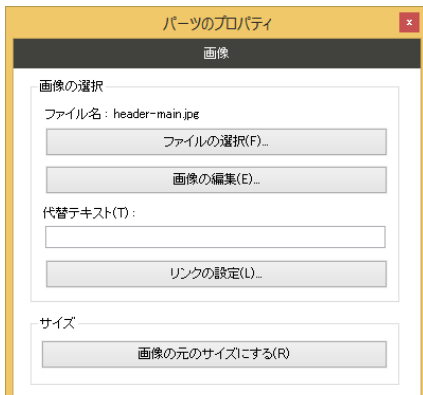 パーツのプロパティ
x
画像
画像の選択
ファイル名 : header-main.jpg
ファイルの選択(F)...
画像の編集(E)...
代替テキスト(T) :
リンクの設定(L)...
サイズ
画像の元のサイズにする(R)